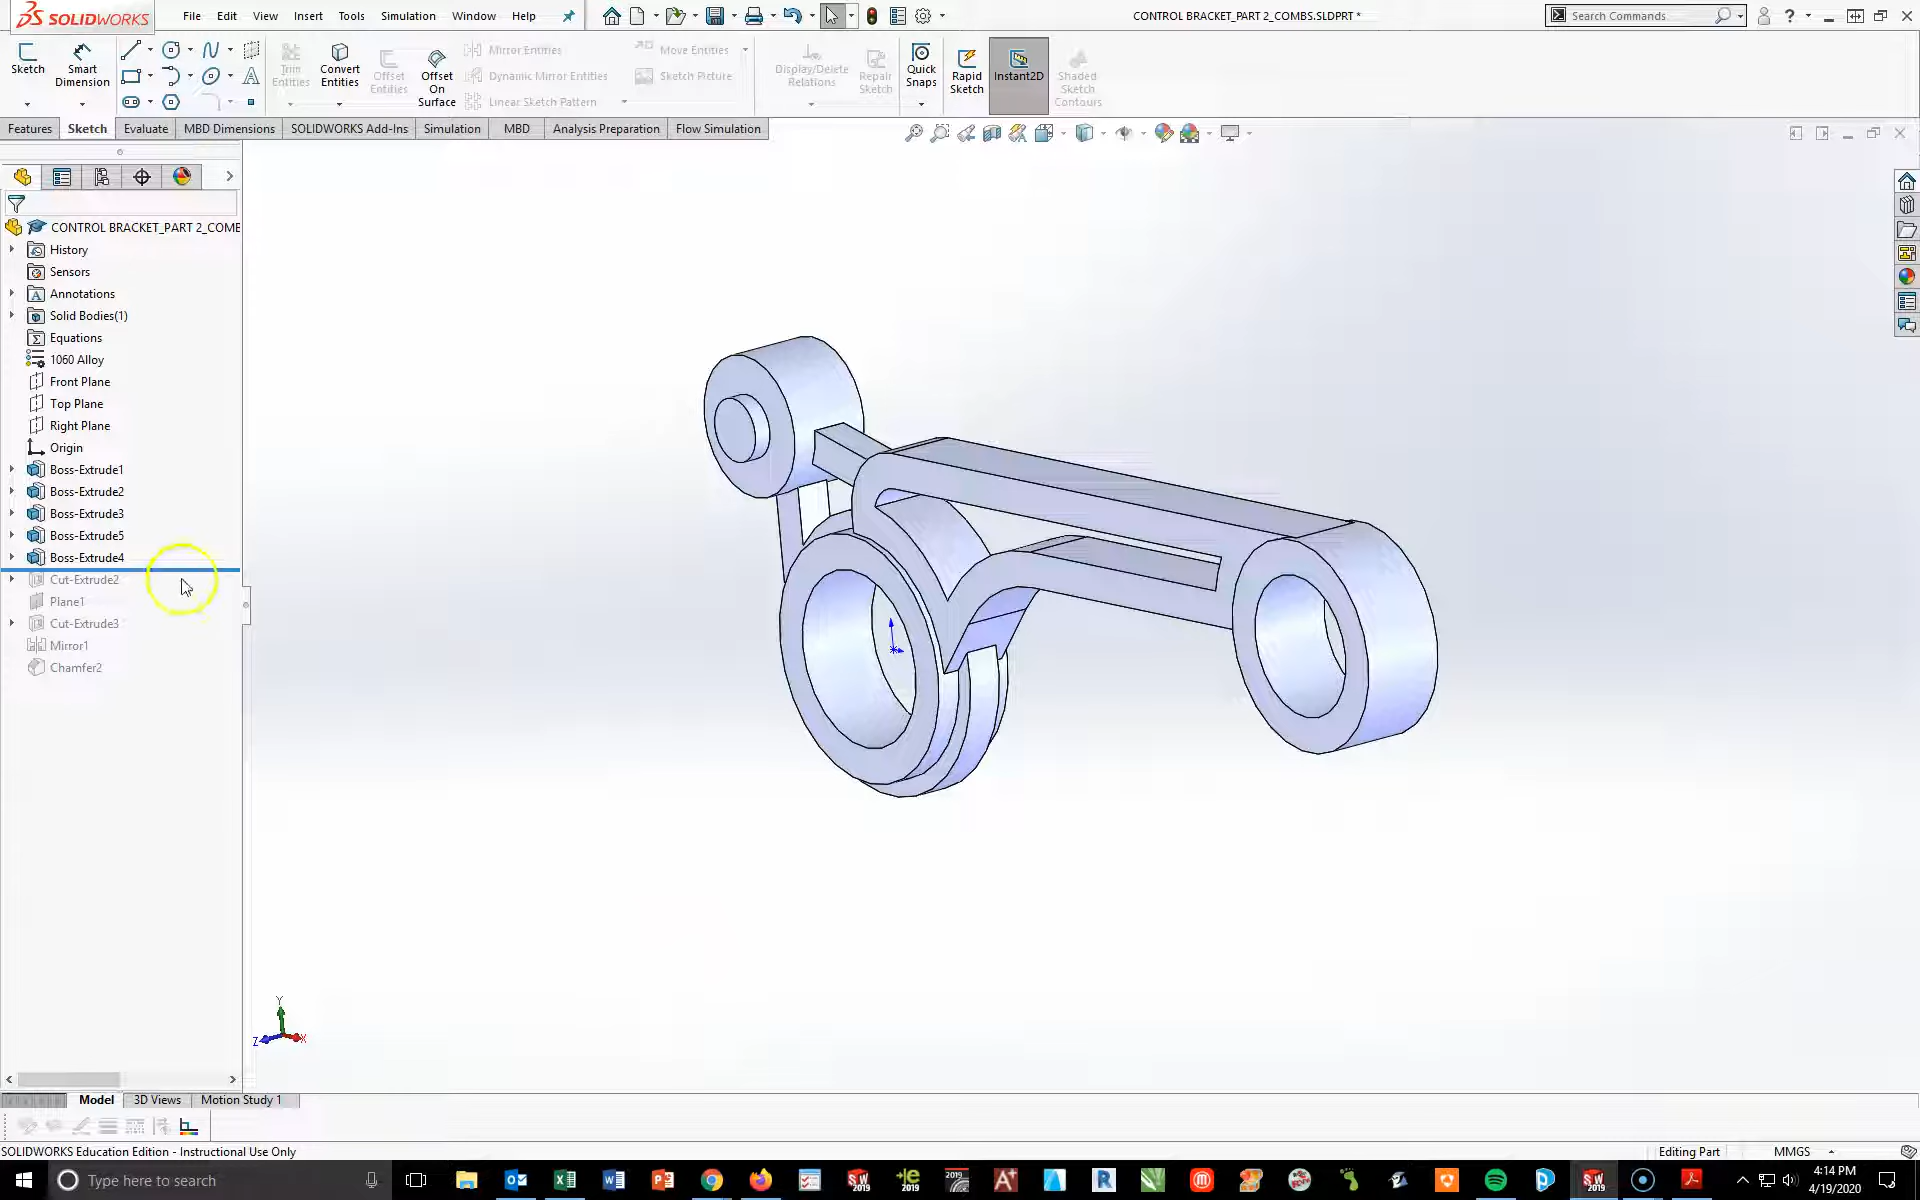 SOLIDWORKS
File Edit View Insert Tools Simulation Window Help
CONTROL BRACKET_PART 2_COMBS.SLDPRT *
Search Commands
Sketch
Smart Dimension
Trim Entities
Convert Entities
Offset Entities
Offset On Surface
Mirror Entities
Dynamic Mirror Entities
Linear Sketch Pattern
Move Entities
Sketch Picture
Display/Delete Relations
Repair Sketch
Quick Snaps
Rapid Sketch
Instant2D
Shaded Sketch Contours
Features Sketch Evaluate MBD Dimensions SOLIDWORKS Add-Ins Simulation MBD Analysis Preparation Flow Simulation
CONTROL BRACKET_PART 2_COMB
History
Sensors
Annotations
Solid Bodies(1)
Equations
1060 Alloy
Front Plane
Top Plane
Right Plane
Origin
Boss-Extrude1
Boss-Extrude2
Boss-Extrude3
Boss-Extrude5
Boss-Extrude4
Cut-Extrude2
Plane1
Cut-Extrude3
Mirror1
Chamfer2
Y
Z X
Model 3D Views Motion Study 1
SOLIDWORKS Education Edition - Instructional Use Only
Editing Part MMGS
Type here to search
4:14 PM
4/19/2020